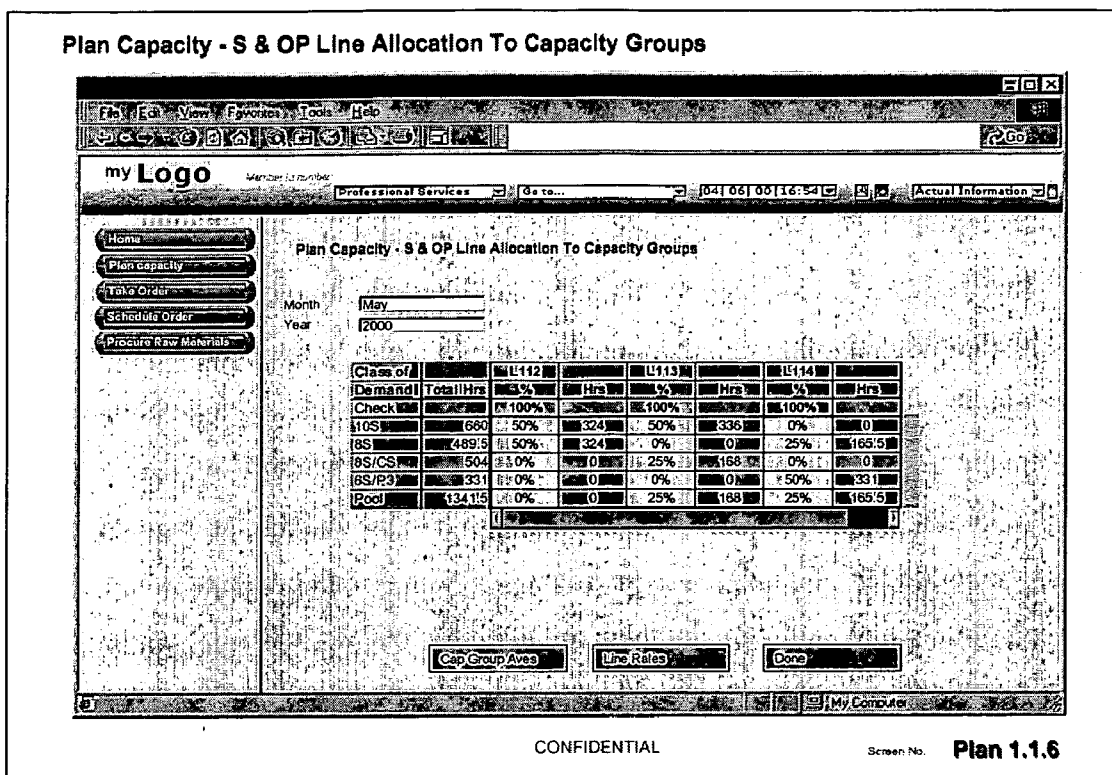 Plan Capacity - S & OP Line Allocation To Capacity Groups
File Edit View Favorites Tools Help
Go
my Logo
Member id number
Professional Services Go to... 04 06 00 16:54 Actual Information
Home
Plan capacity
Take Order
Schedule Order
Procure Raw Materials
Plan Capacity - S & OP Line Allocation To Capacity Groups
Month May
Year 2000
Class of L112 L113 L114
Demand Total Hrs % Hrs % Hrs % Hrs
Check 100% 100% 100%
10S 660 50% 324 50% 336 0% 0
8S 489.5 50% 324 0% 0 25% 165.5
8S/CS 504 0% 0 25% 168 0% 0
6S/P3 331 0% 0 0% 0 50% 331
Pool 1341.5 0% 0 25% 168 25% 165.5
Cap Group Aves Line Rates Done
My Computer
CONFIDENTIAL
Screen No. Plan 1.1.6